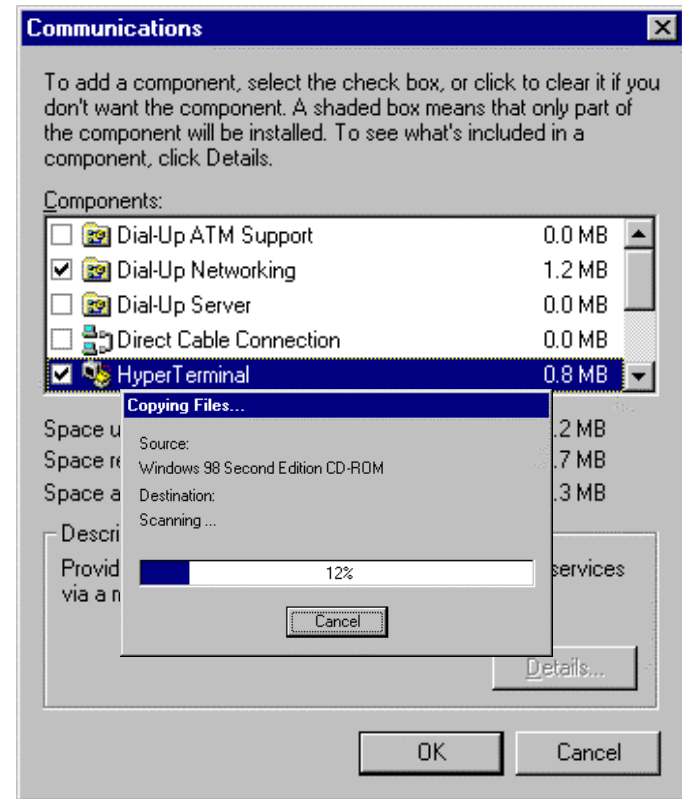 Communications
To add a component, select the check box, or click to clear it if you
don't want the component. A shaded box means that only part of
the component will be installed. To see what's included in a
component, click Details.
Components:
Dial-Up ATM Support 0.0 MB
Dial-Up Networking 1.2 MB
Dial-Up Server 0.0 MB
Direct Cable Connection 0.0 MB
HyperTerminal 0.8 MB
Copying Files...
Source:
Windows 98 Second Edition CD-ROM
Destination:
Scanning ...
12%
Cancel
Space u .2 MB
Space re .7 MB
Space a .3 MB
Descri
Provid services
via a n
Details...
OK Cancel